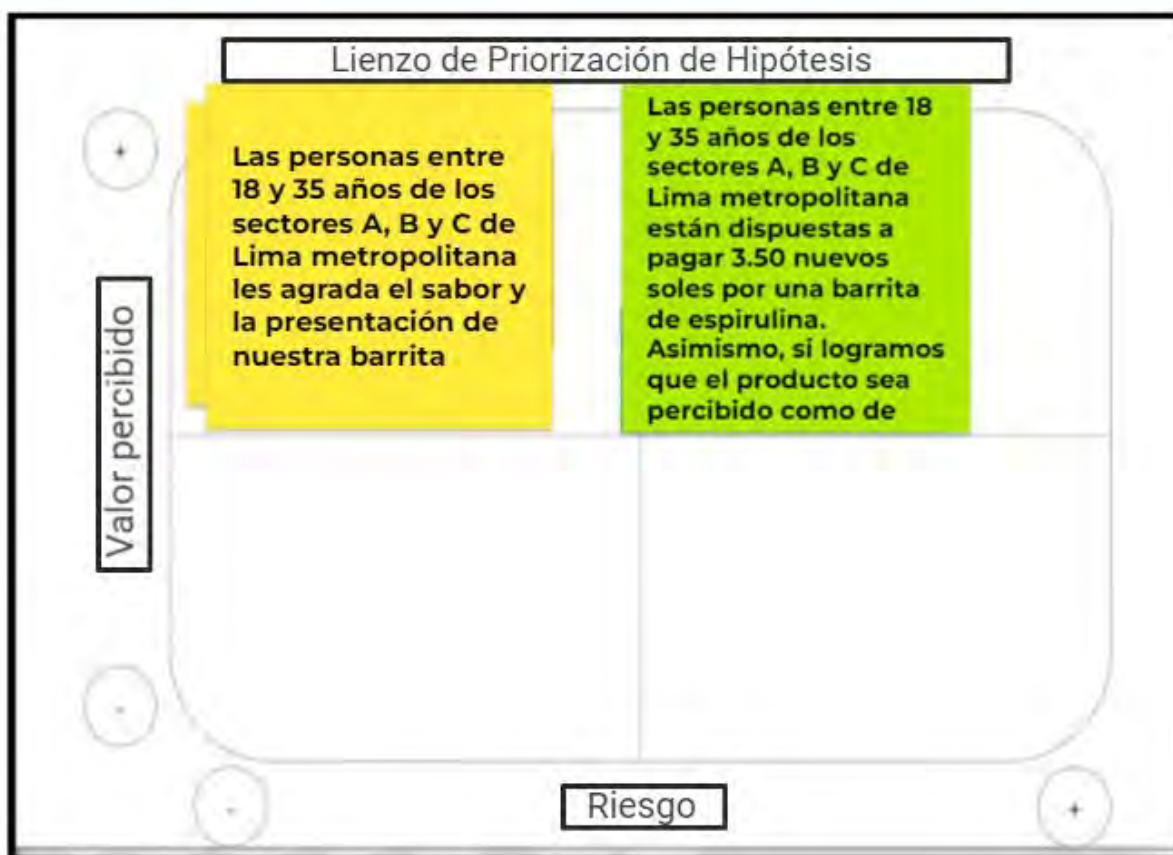 Lienzo de Priorización de Hipótesis
+
Las personas entre
18 y 35 años de los
sectores A, B y C de
Lima metropolitana
les agrada el sabor y
la presentación de
nuestra barrita
Las personas entre 18
y 35 años de los
sectores A, B y C de
Lima metropolitana
están dispuestas a
pagar 3.50 nuevos
soles por una barrita
de espirulina.
Asimismo, si logramos
que el producto sea
percibido como de
Valor percibido
-
-
Riesgo
+